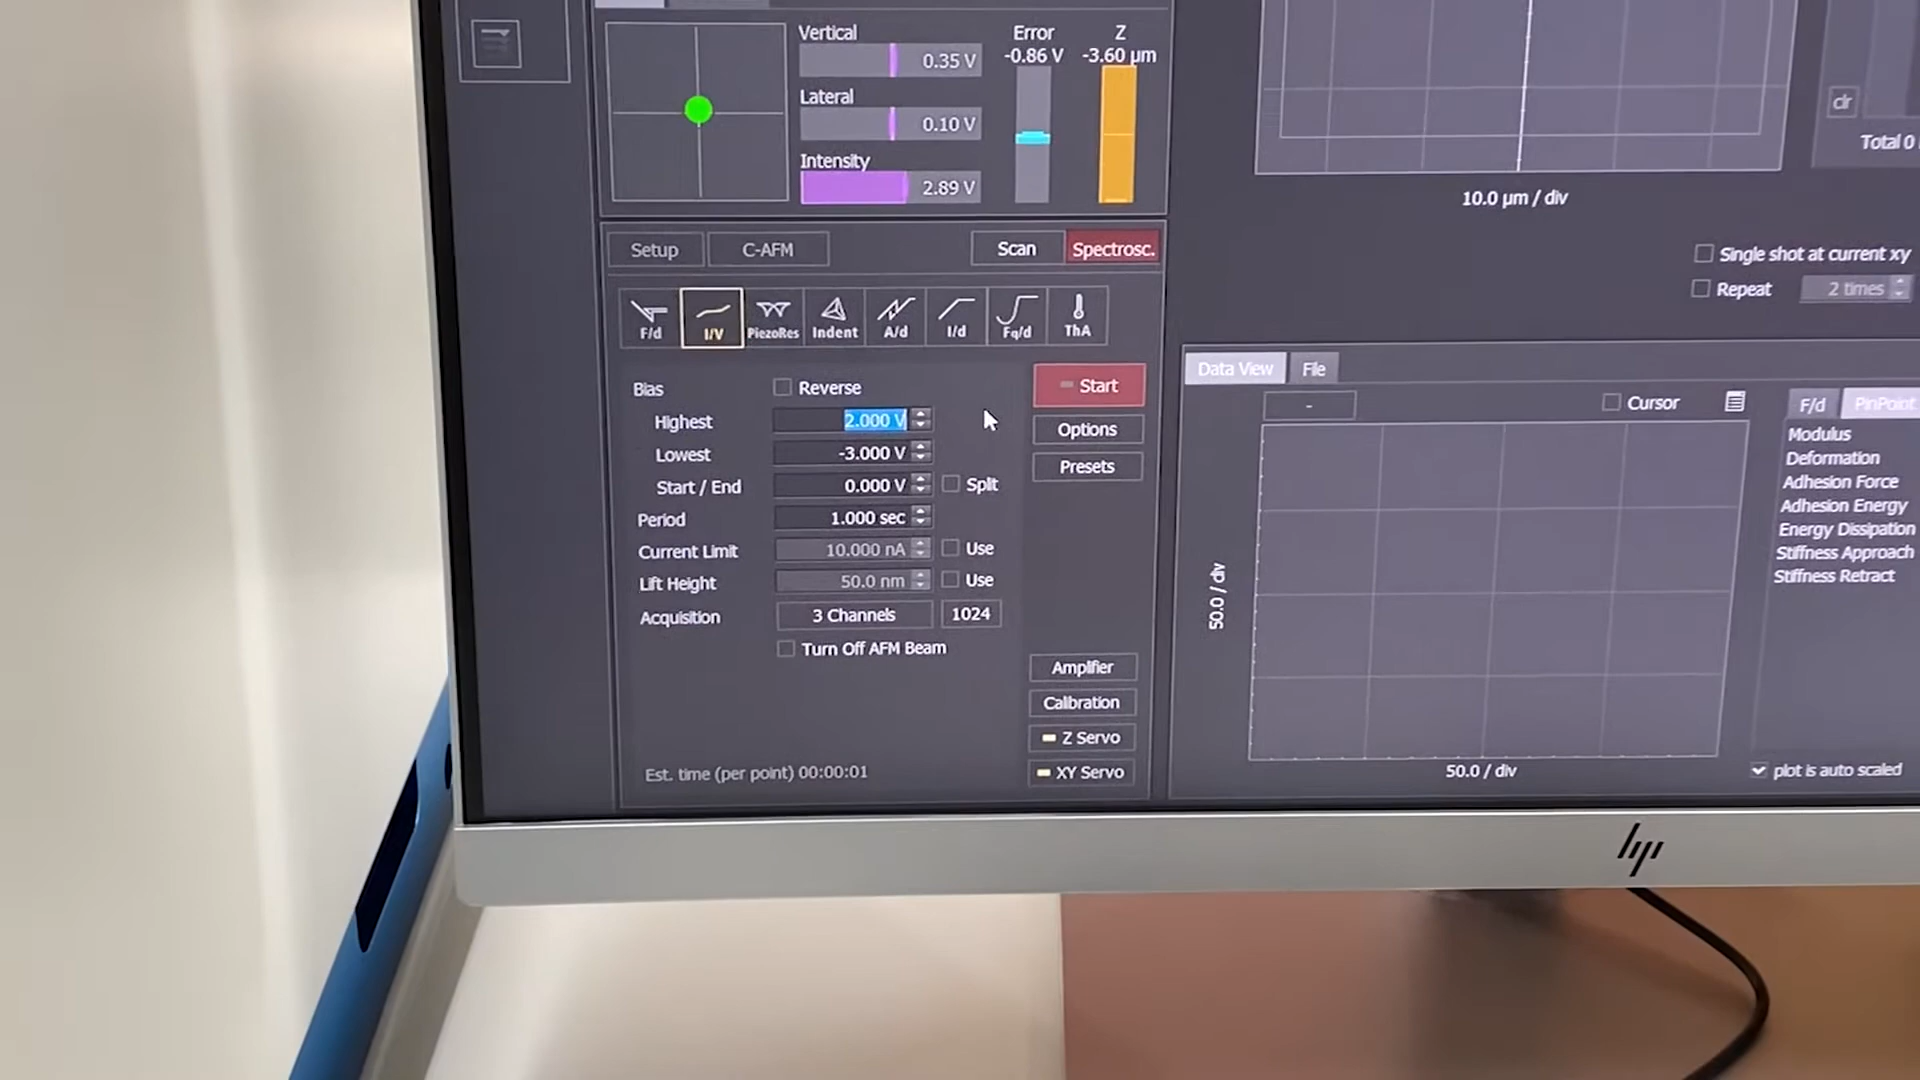 Vertical
0.35 V
Error
-0.86 V
Z
-3.60 µm
Lateral
0.10 V
Intensity
2.89 V
clr
Total 0
10.0 µm / div
Setup
C-AFM
Scan
Spectrosc.
Single shot at current xy
Repeat
2 times
F/d
I/V
PiezoRes
Indent
A/d
I/d
Fq/d
ThA
Bias
Reverse
Start
Highest
2.000 V
Options
Lowest
-3.000 V
Presets
Start / End
0.000 V
Split
Period
1.000 sec
Current Limit
10.000 nA
Use
Lift Height
50.0 nm
Use
Acquisition
3 Channels
1024
Turn Off AFM Beam
Amplifier
Calibration
Z Servo
XY Servo
Est. time (per point) 00:00:01
Data View
File
-
Cursor
F/d
PinPoint
Modulus
Deformation
Adhesion Force
Adhesion Energy
Energy Dissipation
Stiffness Approach
Stiffness Retract
50.0 / div
50.0 / div
plot is auto scaled
hp